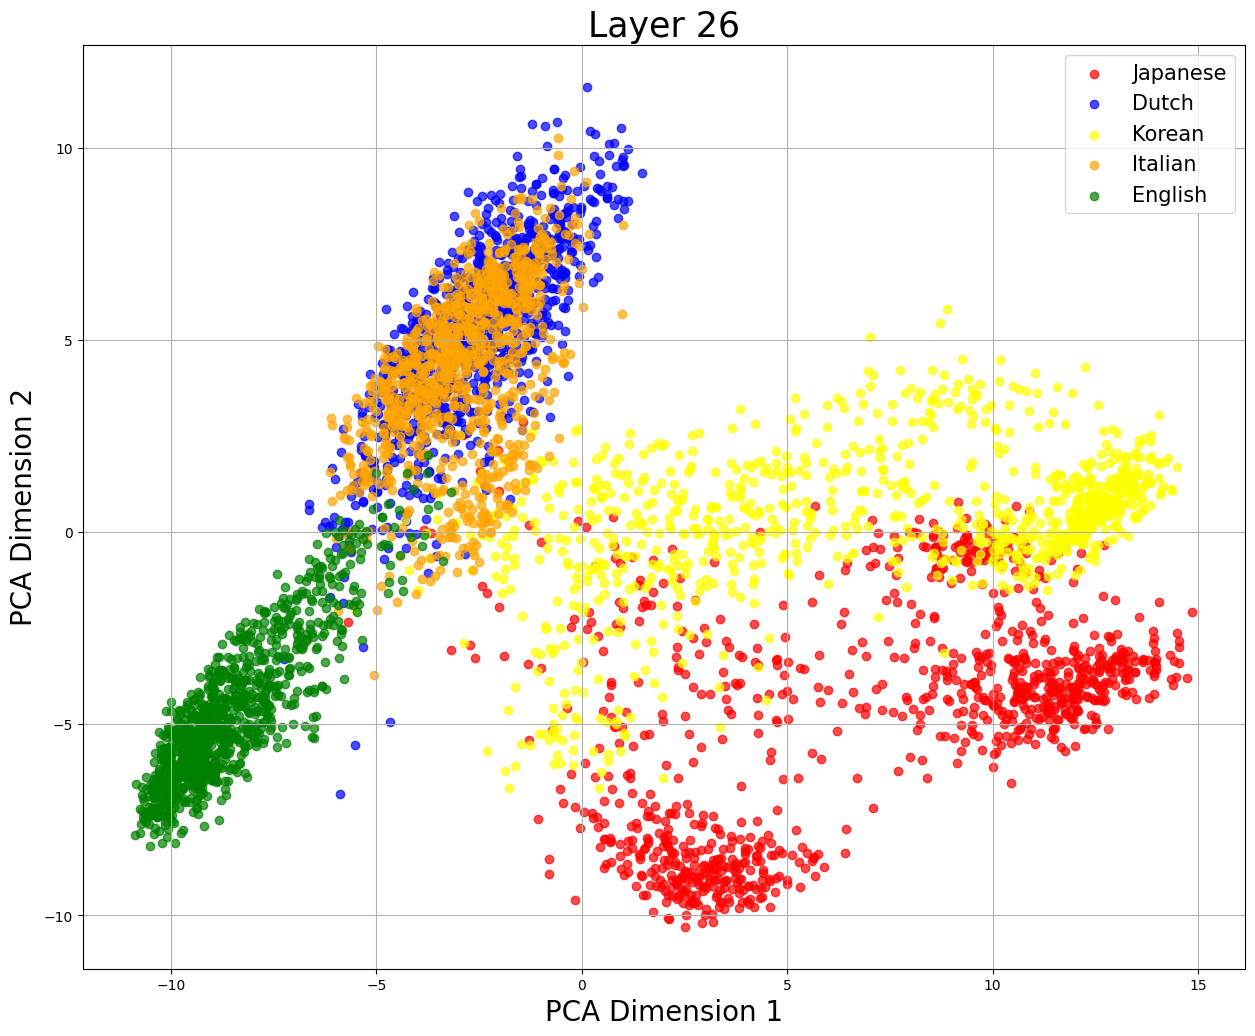 Layer 26
Japanese
Dutch
Korean
Italian
English
PCA Dimension 2
10
5
0
−5
−10
−10
−5
0
5
10
15
PCA Dimension 1